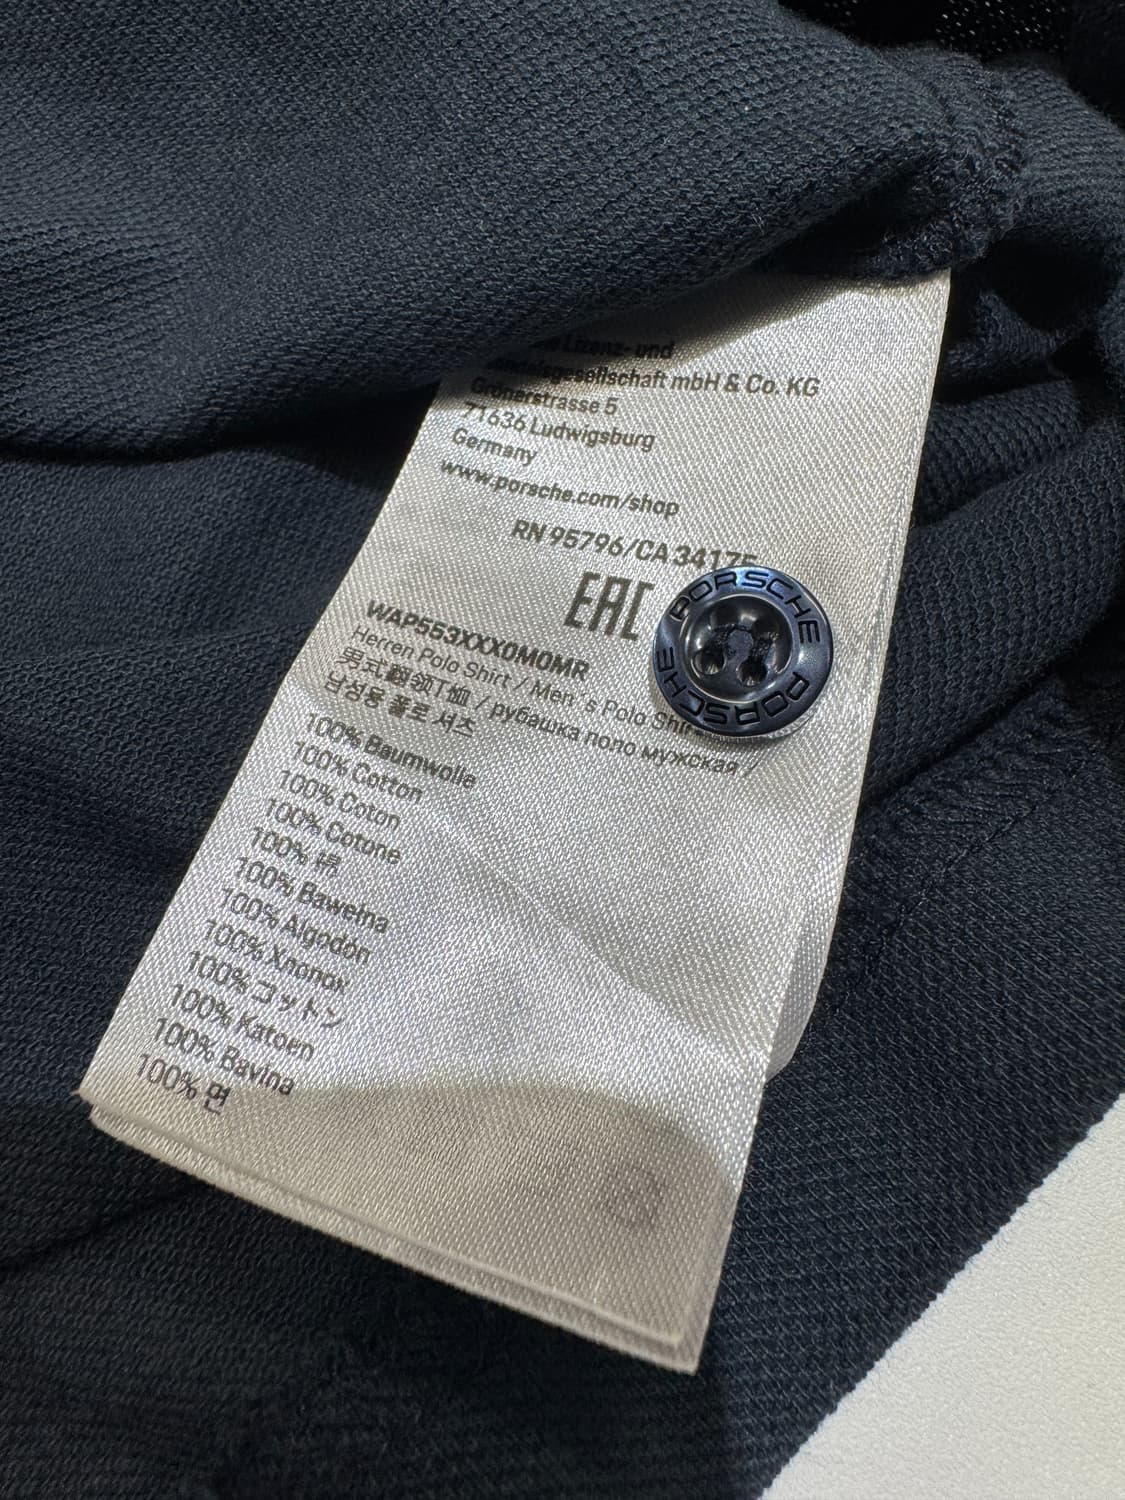 Lizenz- und
Handelsgesellschaft mbH & Co. KG
Grönerstrasse 5
71636 Ludwigsburg
Germany
www.porsche.com/shop
RN 95796/CA 34175
EAC
WAP553XXX0M0MR
Herren Polo Shirt / Men´s Polo Shirt
男式翻领T恤 / рубашка поло мужская /
남성용 폴로 셔츠
100% Baumwolle
100% Cotton
100% Coton
100% Cotone
100% 棉
100% Bawełna
100% Algodón
100% Хлопок
100% コットン
100% Katoen
100% Bavlna
100% 면
PORSCHE
PORSCHE
PORSCHE